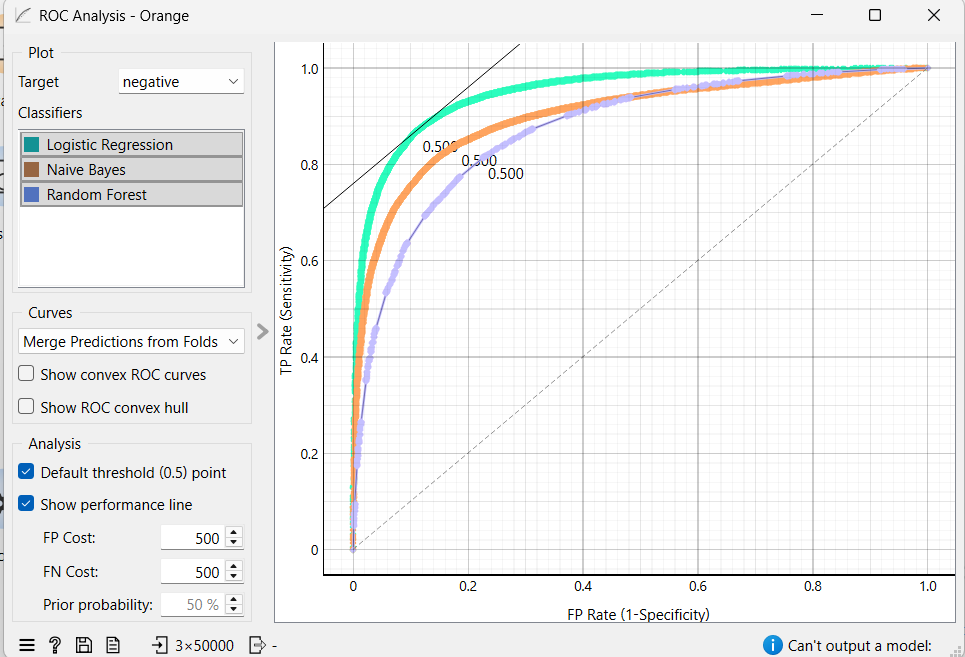 ROC Analysis - Orange
Plot
Target
negative
Classifiers
Logistic Regression
Naive Bayes
Random Forest
Curves
Merge Predictions from Folds
Show convex ROC curves
Show ROC convex hull
Analysis
Default threshold (0.5) point
Show performance line
FP Cost: 500
FN Cost: 500
Prior probability: 50 %
3×50000
-
TP Rate (Sensitivity)
1.0
0.8
0.6
0.4
0.2
0
0.500
0.500
0.500
0 0.2 0.4 0.6 0.8 1.0
FP Rate (1-Specificity)
Can't output a model: